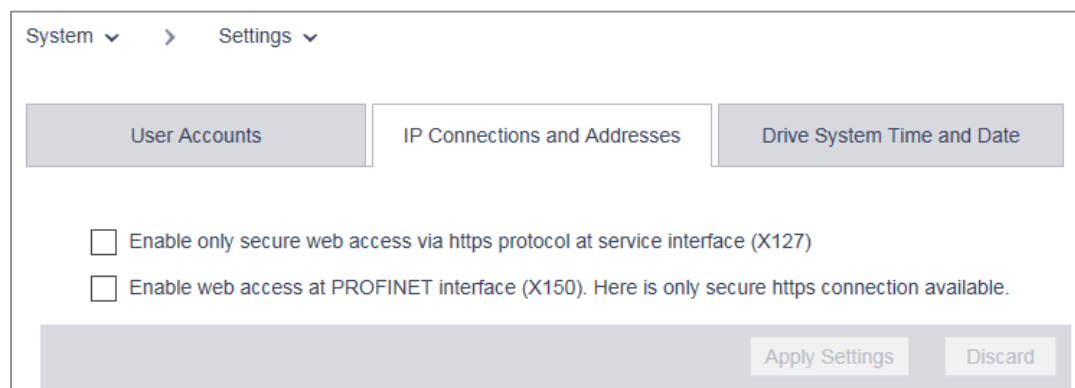 System > Settings
User Accounts
IP Connections and Addresses
Drive System Time and Date
Enable only secure web access via https protocol at service interface (X127)
Enable web access at PROFINET interface (X150). Here is only secure https connection available.
Apply Settings
Discard